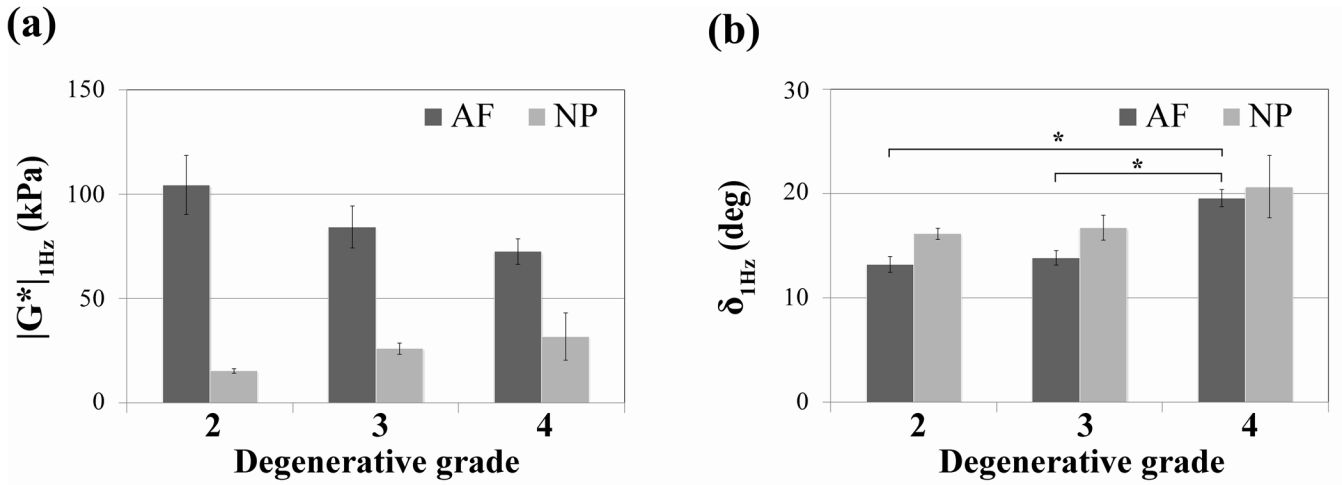 (a)
150
100
50
0
|G*|1Hz (kPa)
AF NP
2 3 4
Degenerative grade
(b)
30
20
10
0
δ1Hz (deg)
AF NP
*
*
2 3 4
Degenerative grade